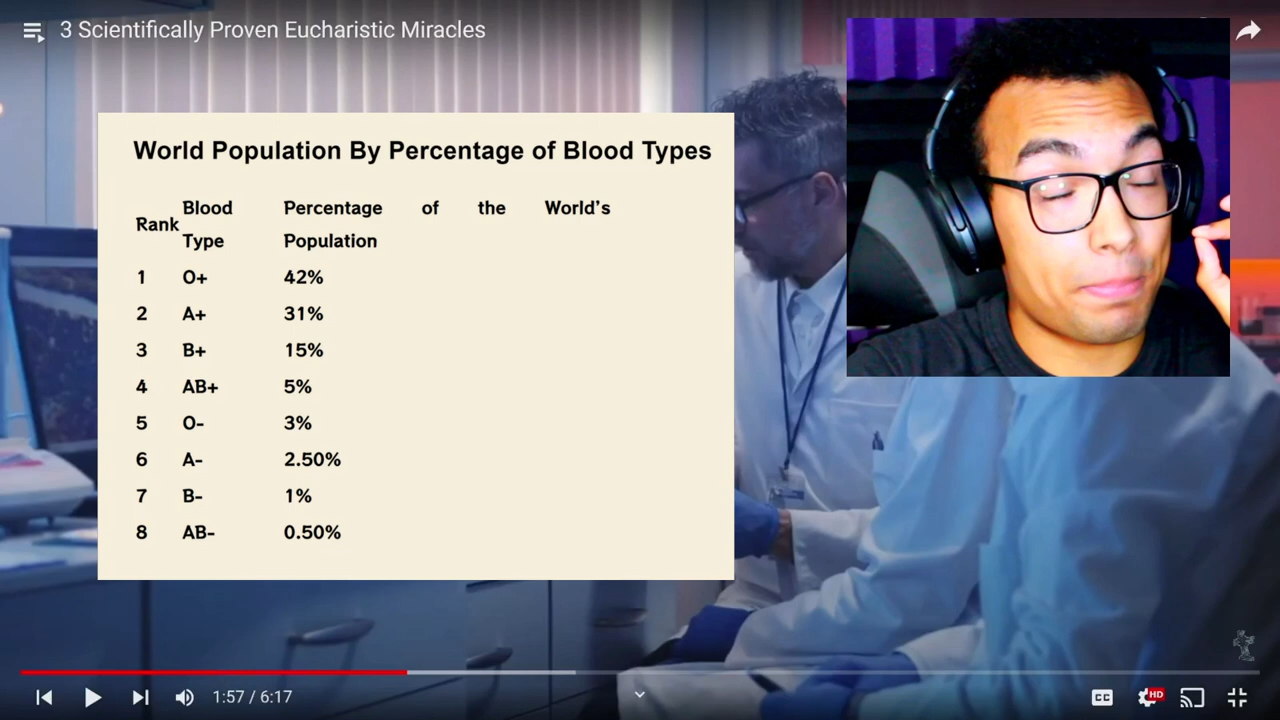 3 Scientifically Proven Eucharistic Miracles
World Population By Percentage of Blood Types
Rank Blood Type Percentage of the World's Population
1 O+ 42%
2 A+ 31%
3 B+ 15%
4 AB+ 5%
5 O- 3%
6 A- 2.50%
7 B- 1%
8 AB- 0.50%
1:57 / 6:17
CC
HD